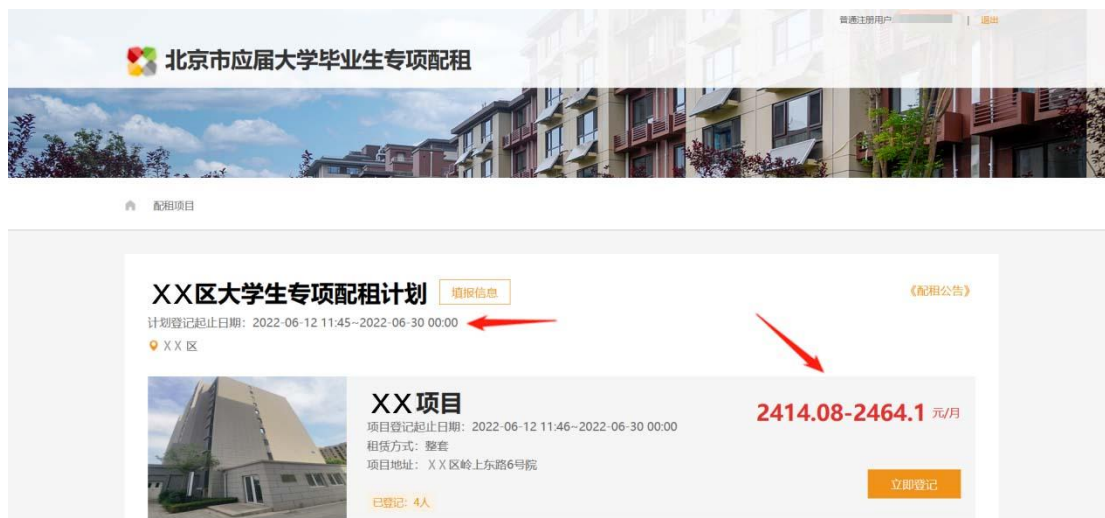 普通注册用户
| 退出
北京市应届大学毕业生专项配租
配租项目
XX区大学生专项配租计划
填报信息
《配租公告》
计划登记起止日期：2022-06-12 11:45~2022-06-30 00:00
XX区
XX项目
项目登记起止日期：2022-06-12 11:46~2022-06-30 00:00
2414.08-2464.1 元/月
租赁方式：整套
项目地址：XX区岭上东路6号院
立即登记
已登记：4人